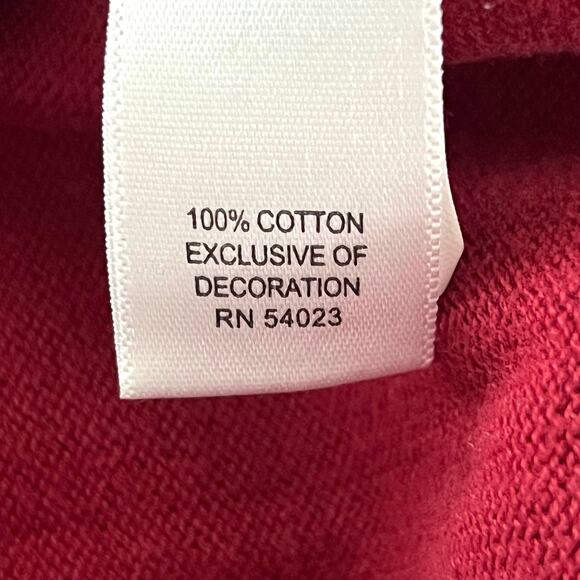 100% COTTON
EXCLUSIVE OF
DECORATION
RN 54023